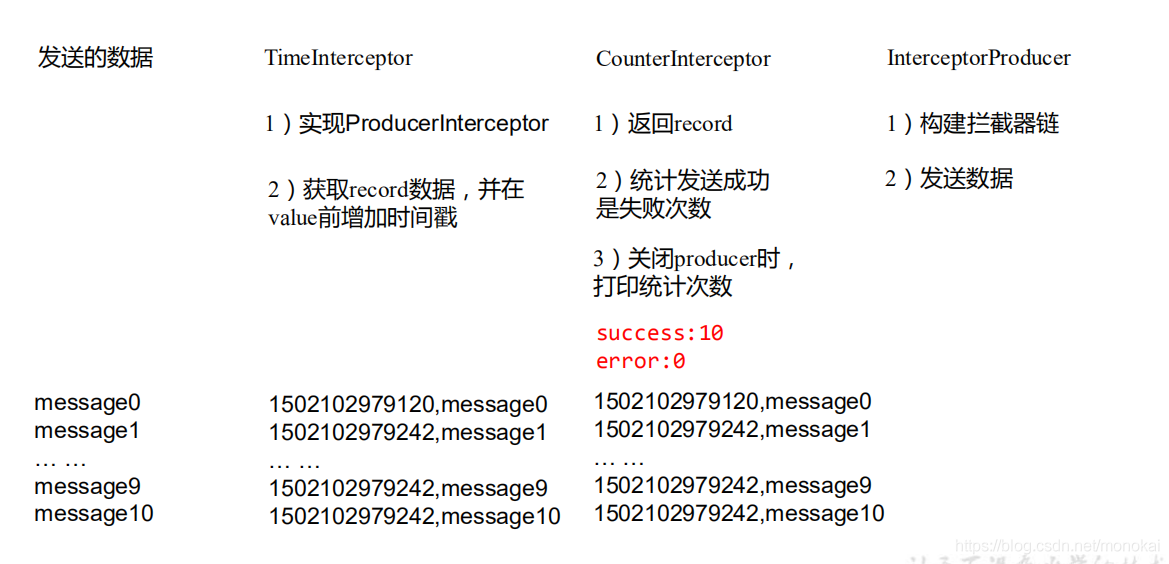 发送的数据
TimeInterceptor
CounterInterceptor
InterceptorProducer
1）实现ProducerInterceptor
1）返回record
1）构建拦截器链
2）获取record数据，并在
value前增加时间戳
2）统计发送成功
是失败次数
2）发送数据
3）关闭producer时，
打印统计次数
success:10
error:0
message0
1502102979120,message0
1502102979120,message0
message1
1502102979242,message1
1502102979242,message1
… …
… …
… …
message9
1502102979242,message9
1502102979242,message9
message10
1502102979242,message10
1502102979242,message10
https://blog.csdn.net/monokai